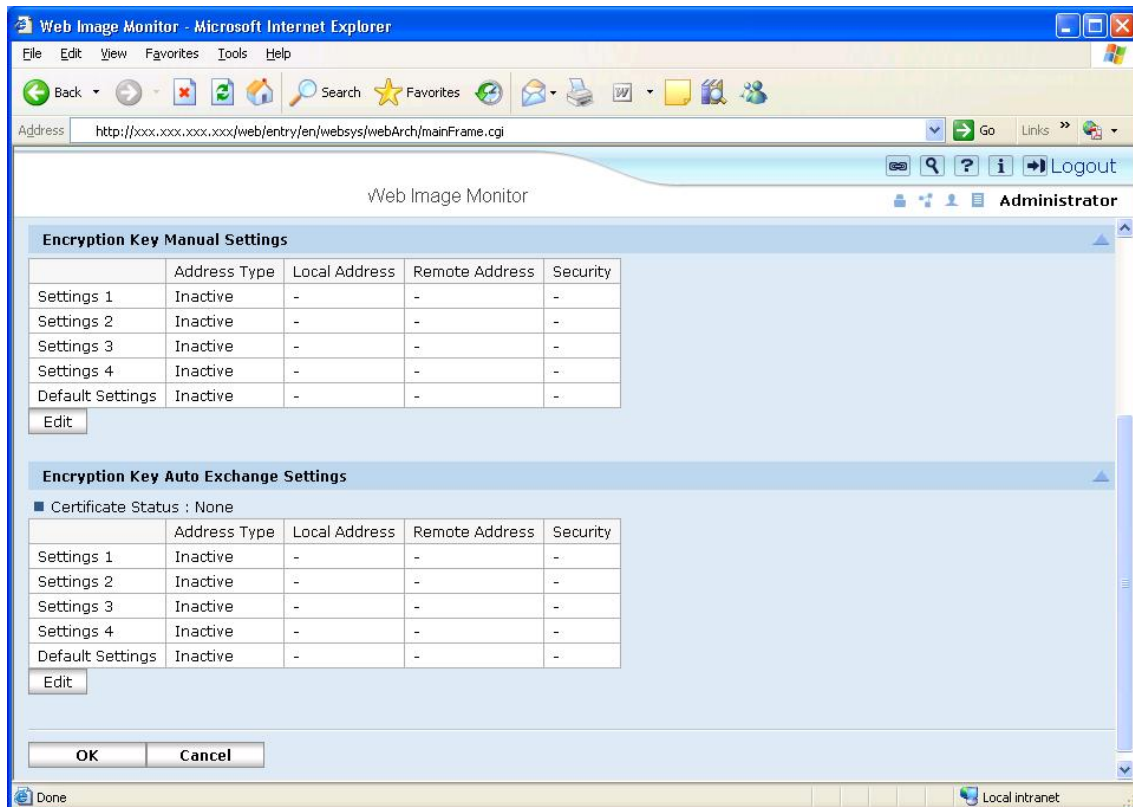 Web Image Monitor - Microsoft Internet Explorer
File Edit View Favorites Tools Help
Back Search Favorites W
Address http://xxx.xxx.xxx.xxx/web/entry/en/websys/webArch/mainFrame.cgi Go Links »
? i Logout
Web Image Monitor Administrator
Encryption Key Manual Settings
Address Type Local Address Remote Address Security
Settings 1 Inactive - - -
Settings 2 Inactive - - -
Settings 3 Inactive - - -
Settings 4 Inactive - - -
Default Settings Inactive - - -
Edit
Encryption Key Auto Exchange Settings
Certificate Status : None
Address Type Local Address Remote Address Security
Settings 1 Inactive - - -
Settings 2 Inactive - - -
Settings 3 Inactive - - -
Settings 4 Inactive - - -
Default Settings Inactive - - -
Edit
OK Cancel
Done Local intranet